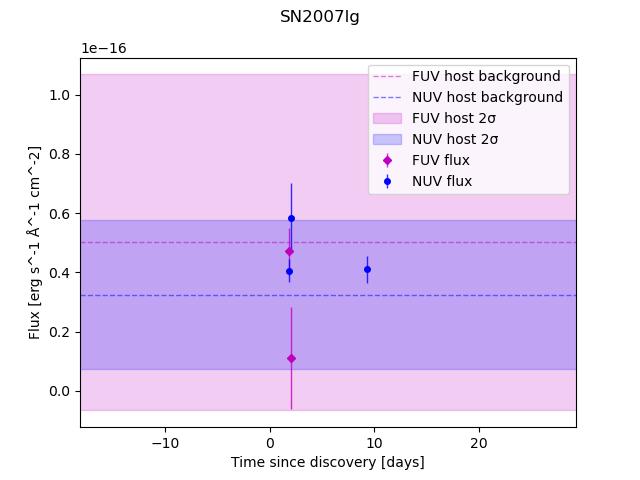 SN2007lg
1e−16
FUV host background
NUV host background
FUV host 2σ
NUV host 2σ
FUV flux
NUV flux
1.0
0.8
0.6
0.4
0.2
0.0
Flux [erg s^-1 Å^-1 cm^-2]
−10
0
10
20
Time since discovery [days]